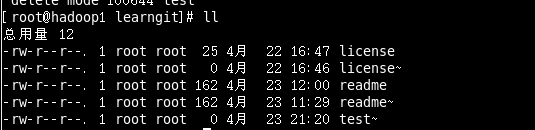 delete mode 100644 test
[root@hadoop1 learngit]# ll
总用量 12
-rw-r--r--. 1 root root  25 4月  22 16:47 license
-rw-r--r--. 1 root root   0 4月  22 16:46 license~
-rw-r--r--. 1 root root 162 4月  23 12:00 readme
-rw-r--r--. 1 root root 162 4月  23 11:29 readme~
-rw-r--r--. 1 root root   0 4月  23 21:20 test~